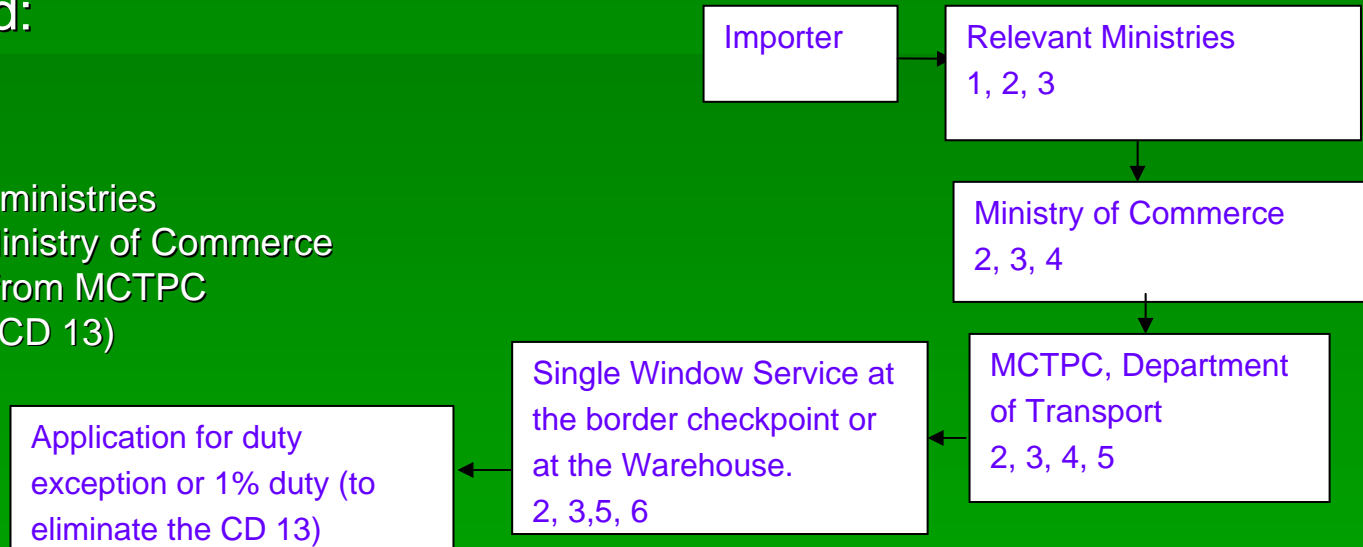 d:
ministries
inistry of Commerce
from MCTPC
CD 13)
Importer
Relevant Ministries
1, 2, 3
Ministry of Commerce
2, 3, 4
MCTPC, Department
of Transport
2, 3, 4, 5
Single Window Service at
the border checkpoint or
at the Warehouse.
2, 3,5, 6
Application for duty
exception or 1% duty (to
eliminate the CD 13)